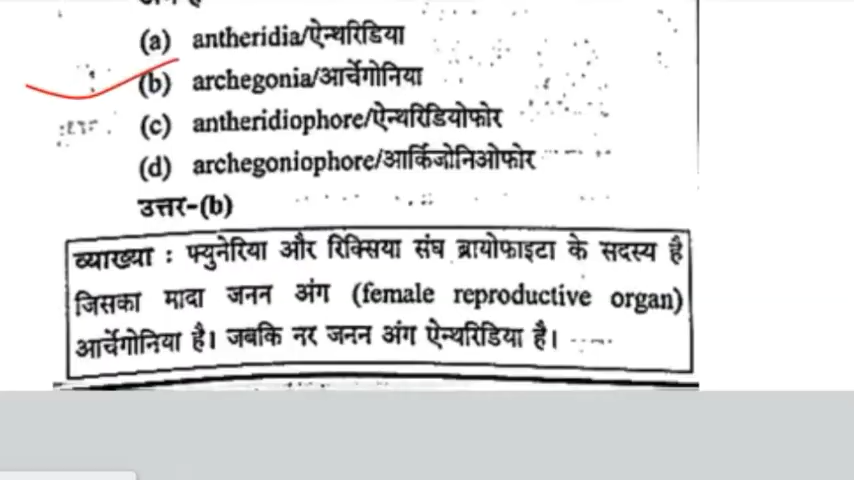 (a) antheridia/ऐन्थरिडिया
(b) archegonia/आर्चेगोनिया
(c) antheridiophore/ऐन्थरिडियोफोर
(d) archegoniophore/आर्किजोनिओफोर
उत्तर-(b)
व्याख्या : फ्युनेरिया और रिक्सिया संघ ब्रायोफाइटा के सदस्य है
जिसका मादा जनन अंग (female reproductive organ)
आर्चेगोनिया है। जबकि नर जनन अंग ऐन्थरिडिया है।